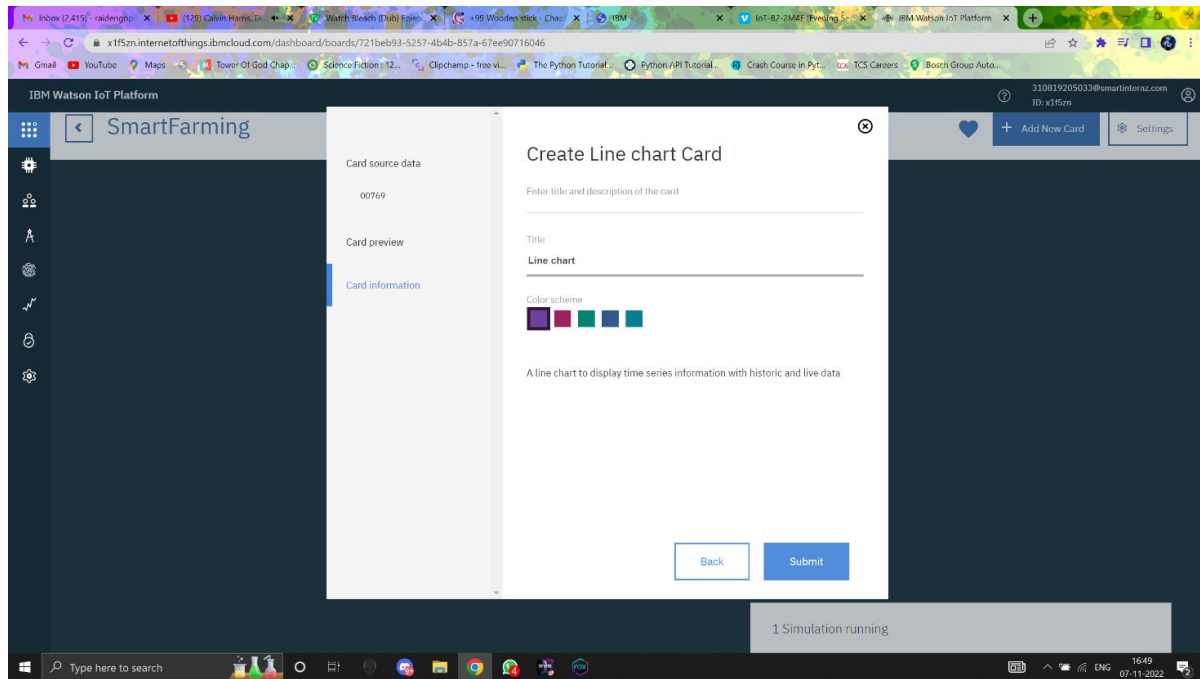 Inbox (2,415) - raidengop
(129) Calvin Harris, Du
Watch Bleach (Dub) Episo
+99 Wooden stick - Chap
IBM
IoT-B2-2M4E (Evening Se
IBM Watson IoT Platform
x1f5zn.internetofthings.ibmcloud.com/dashboard/boards/721beb93-5257-4b4b-857a-67ee90716046
Gmail
YouTube
Maps
Tower Of God Chap...
Science Fiction : 12...
Clipchamp - free vi...
The Python Tutorial...
Python API Tutorial...
Crash Course in Pyt...
TCS Careers
Bosch Group Auto...
IBM Watson IoT Platform
310819205033@smartinternz.com
ID: x1f5zn
SmartFarming
+ Add New Card
Settings
Card source data
00769
Card preview
Card information
Create Line chart Card
Enter title and description of the card
Title
Line chart
Color scheme
A line chart to display time series information with historic and live data
Back
Submit
1 Simulation running
Type here to search
ENG
16:49
07-11-2022